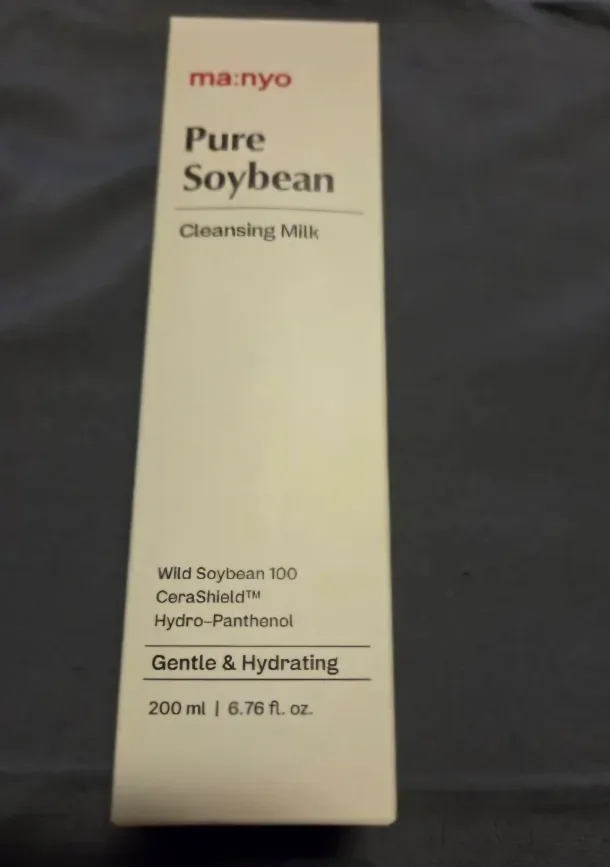 ma:nyo
Pure
Soybean
Cleansing Milk
Wild Soybean 100
CeraShield™
Hydro-Panthenol
Gentle & Hydrating
200 ml | 6.76 fl. oz.